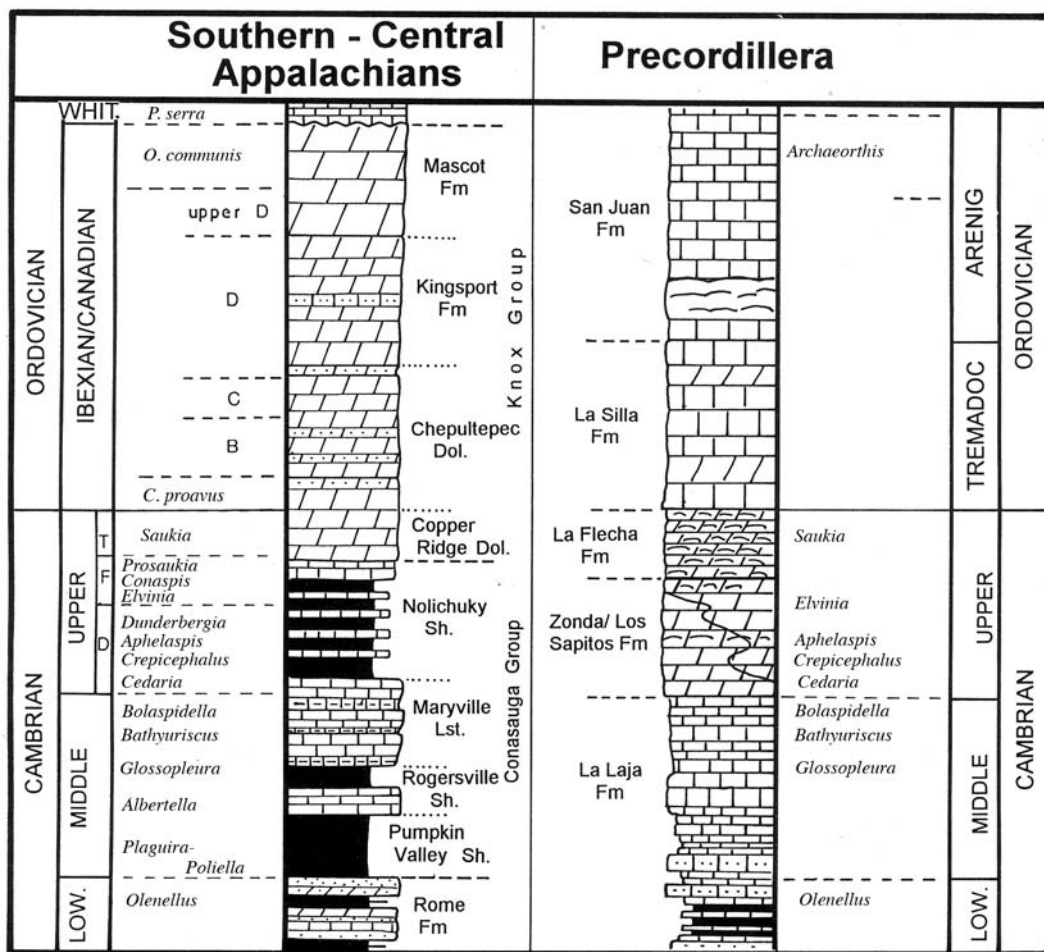 Southern - Central
Appalachians
Precordillera
WHIT.
P. serra
O. communis
upper D
D
C
B
C. proavus
Saukia
Prosaukia
Conaspis
Elvinia
Dunderbergia
Aphelaspis
Crepicephalus
Cedaria
Bolaspidella
Bathyuriscus
Glossopleura
Albertella
Plaguira-
Poliella
Olenellus
ORDOVICIAN
IBEXIAN/CANADIAN
CAMBRIAN
UPPER
T
F
D
MIDDLE
LOW.
Mascot
Fm
Kingsport
Fm
Chepultepec
Dol.
Copper
Ridge Dol.
Nolichuky
Sh.
Maryville
Lst.
Rogersville
Sh.
Pumpkin
Valley Sh.
Rome
Fm
Knox Group
Conasauga Group
San Juan
Fm
La Silla
Fm
La Flecha
Fm
Zonda/ Los
Sapitos Fm
La Laja
Fm
Archaeorthis
Saukia
Elvinia
Aphelaspis
Crepicephalus
Cedaria
Bolaspidella
Bathyuriscus
Glossopleura
Olenellus
ARENIG
TREMADOC
UPPER
MIDDLE
LOW.
ORDOVICIAN
CAMBRIAN